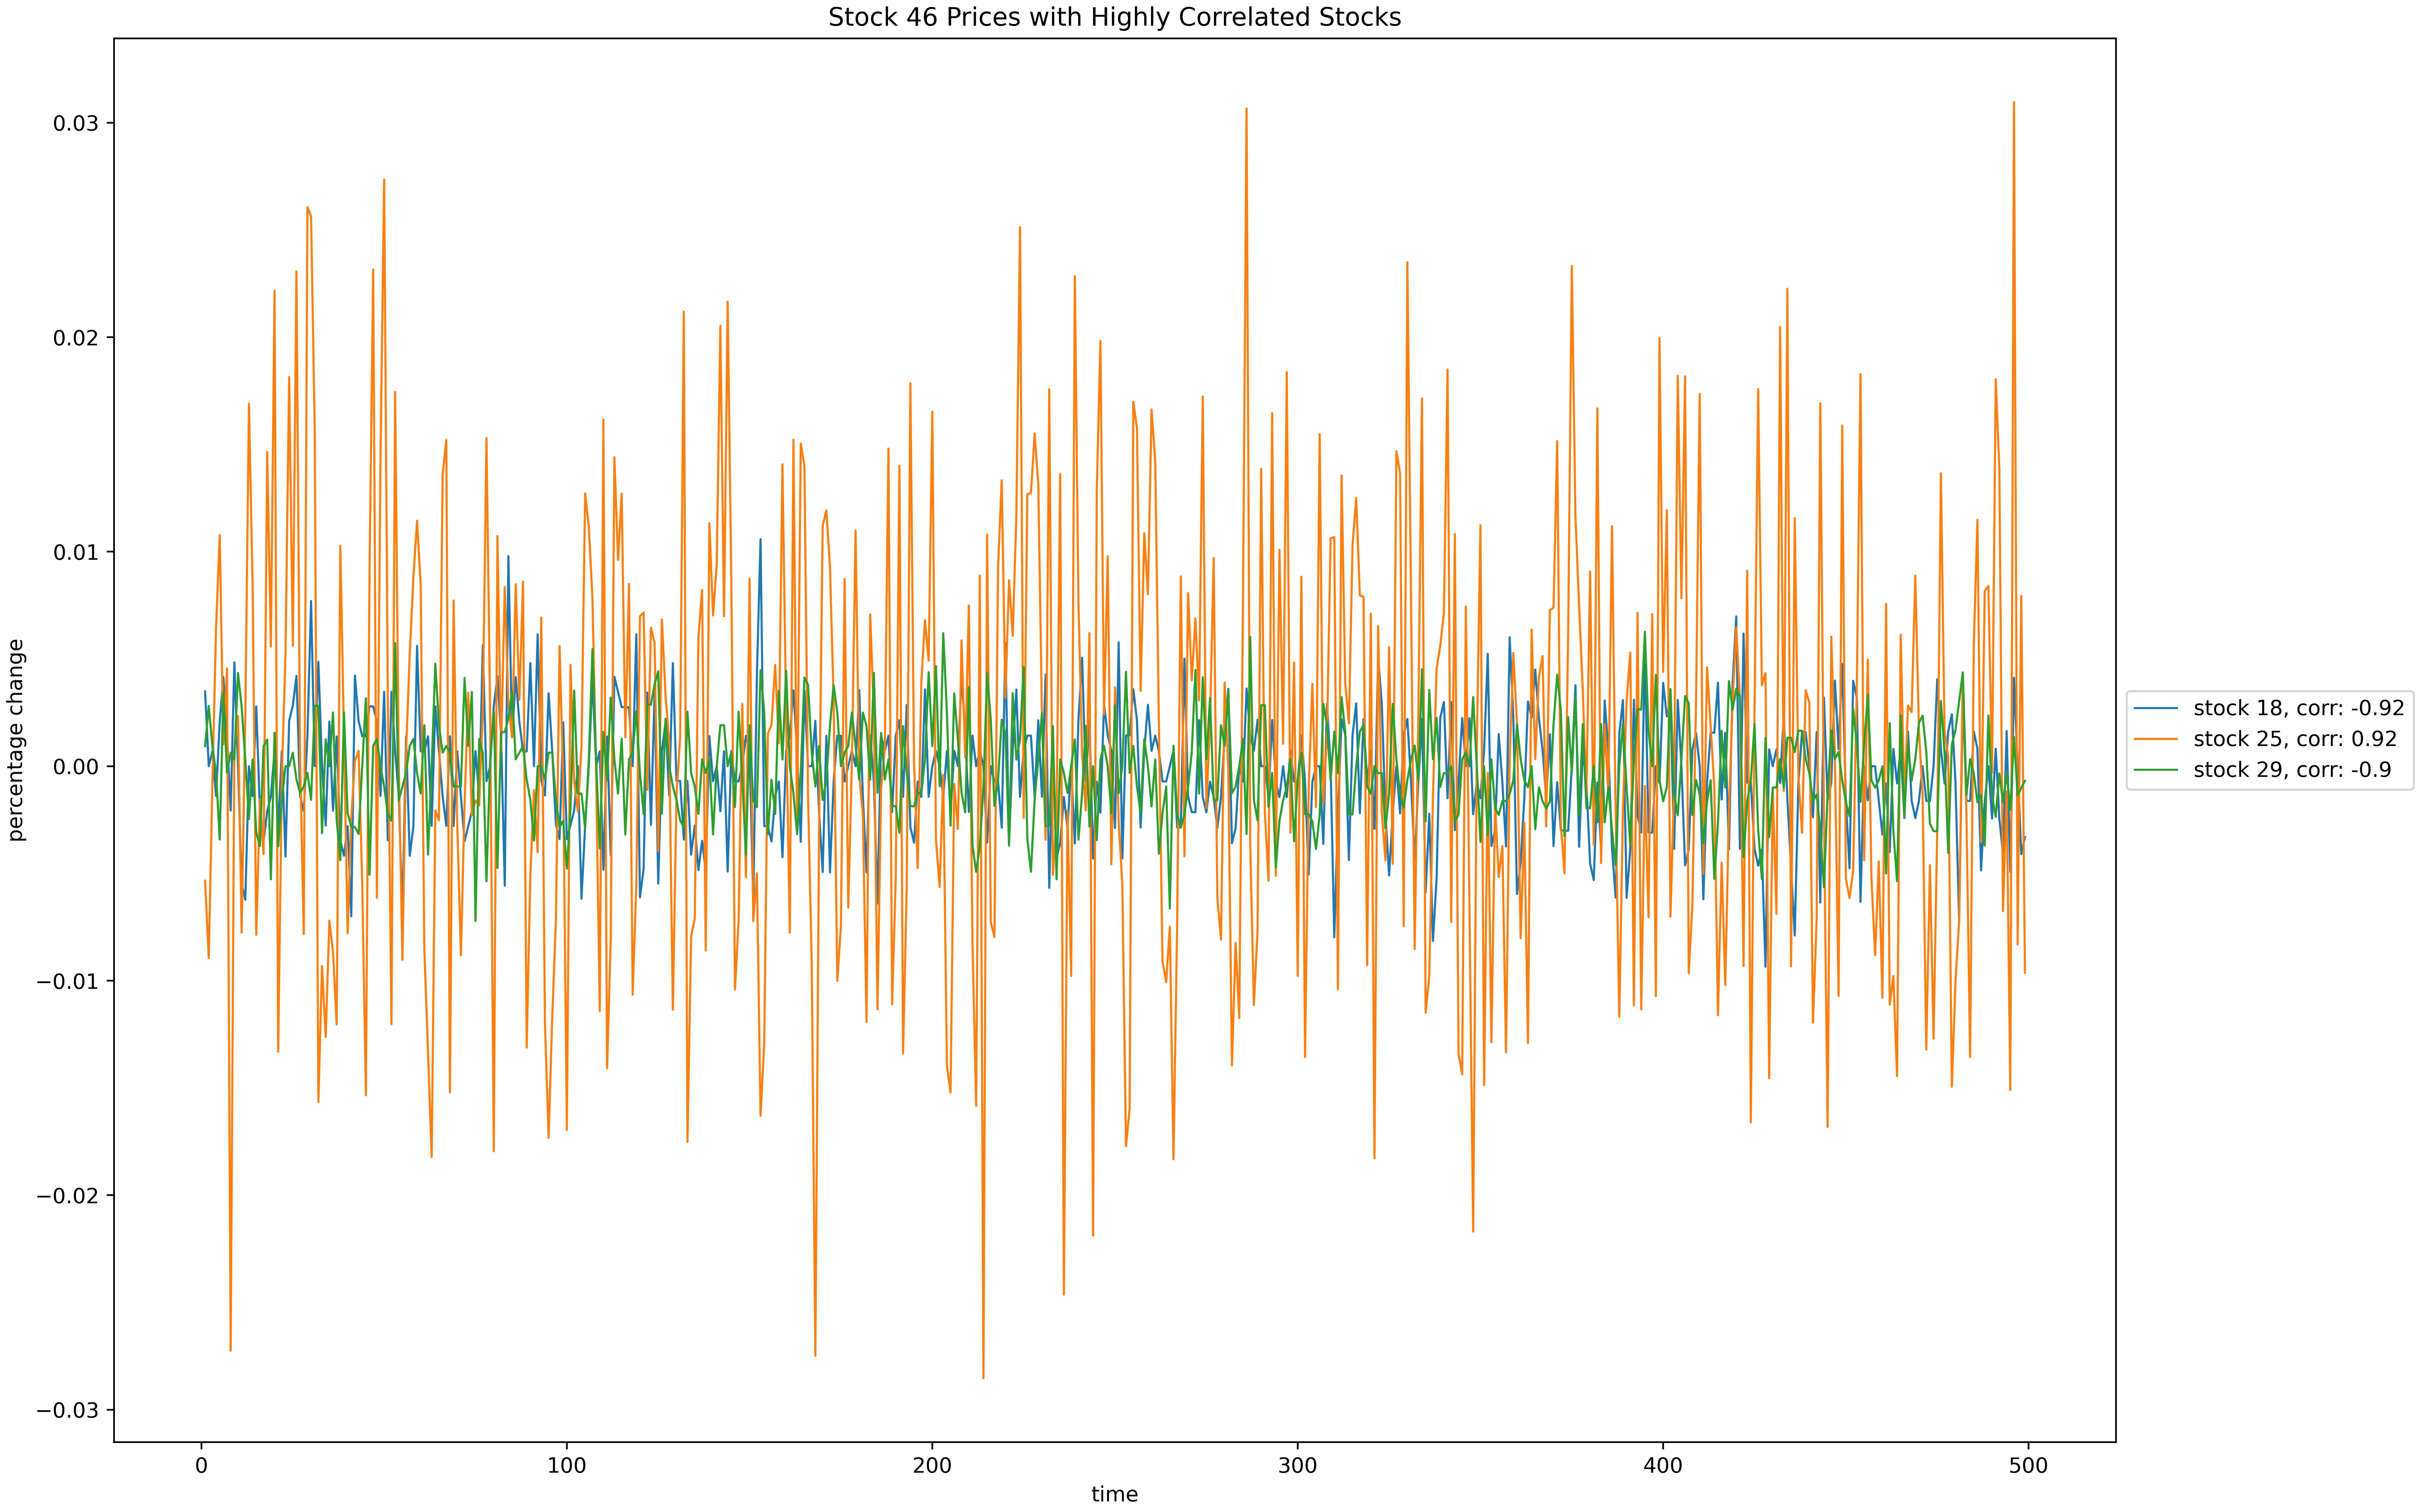 Stock 46 Prices with Highly Correlated Stocks
percentage change
0.03
0.02
0.01
0.00
−0.01
−0.02
−0.03
0
100
200
300
400
500
time
stock 18, corr: -0.92
stock 25, corr: 0.92
stock 29, corr: -0.9